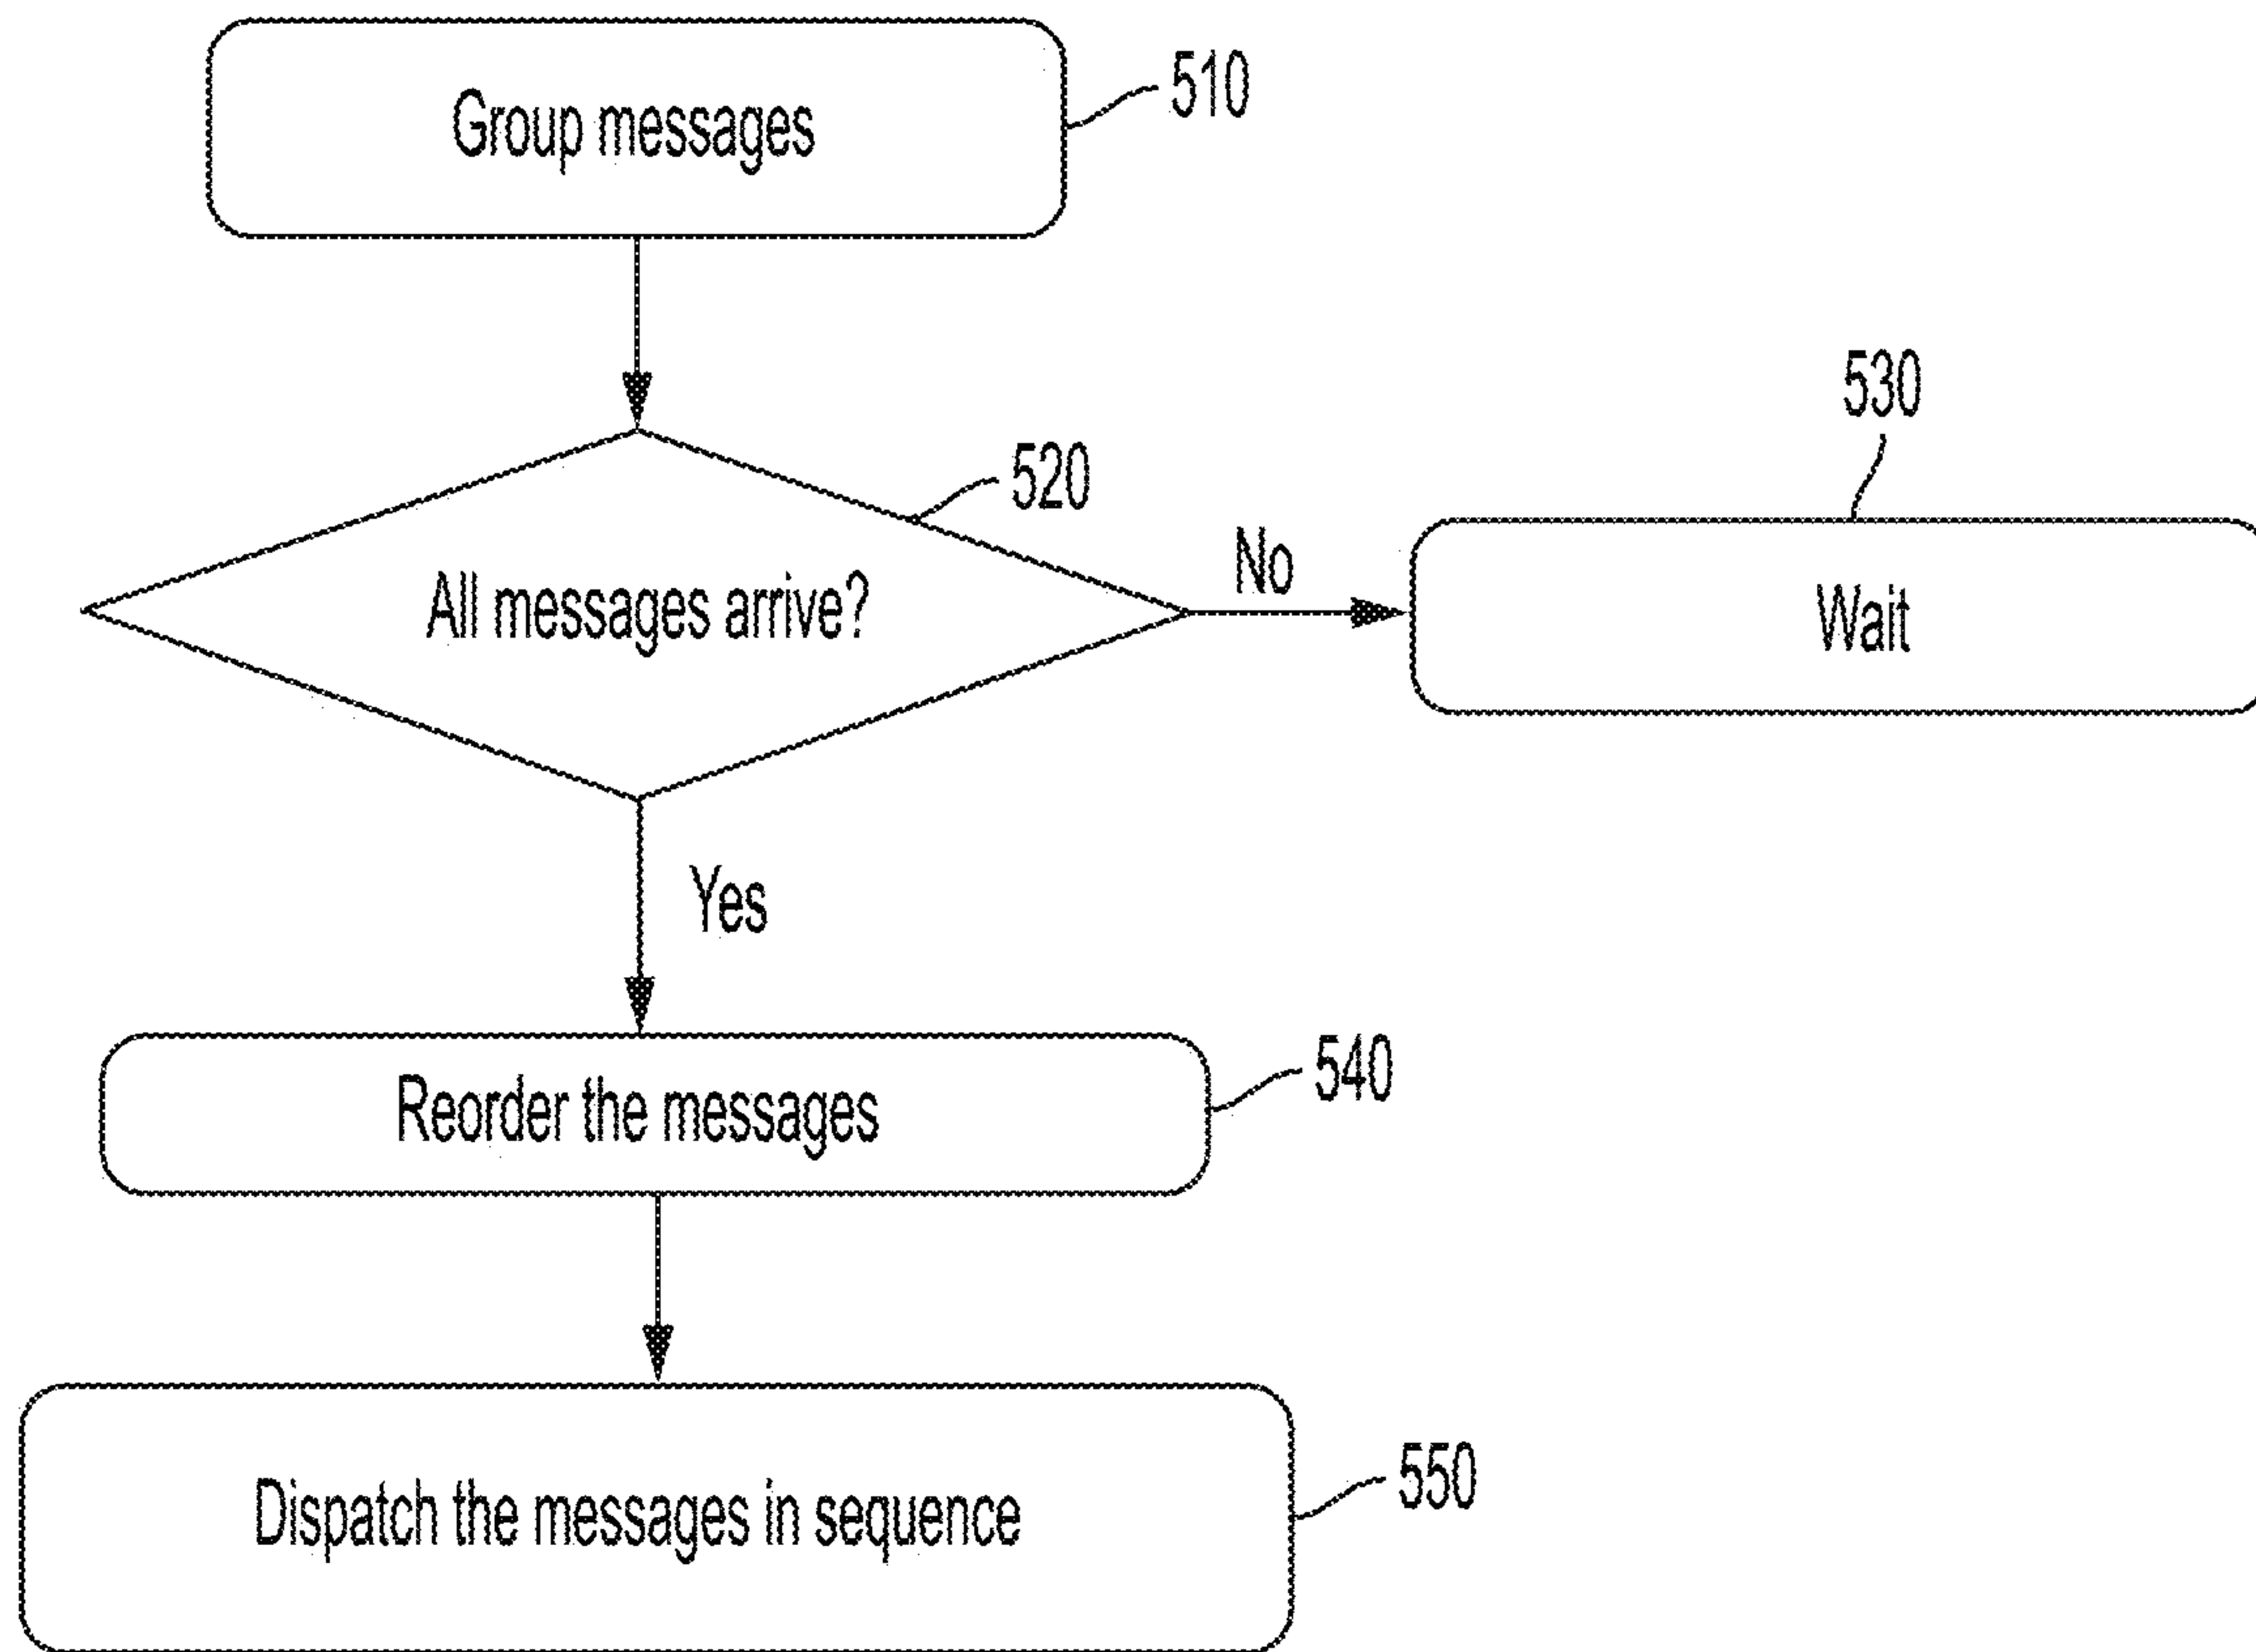 Group messages
510
530
520
No
All messages arrive?
Wait
Yes
540
Reorder the messages
550
Dispatch the messages in sequence